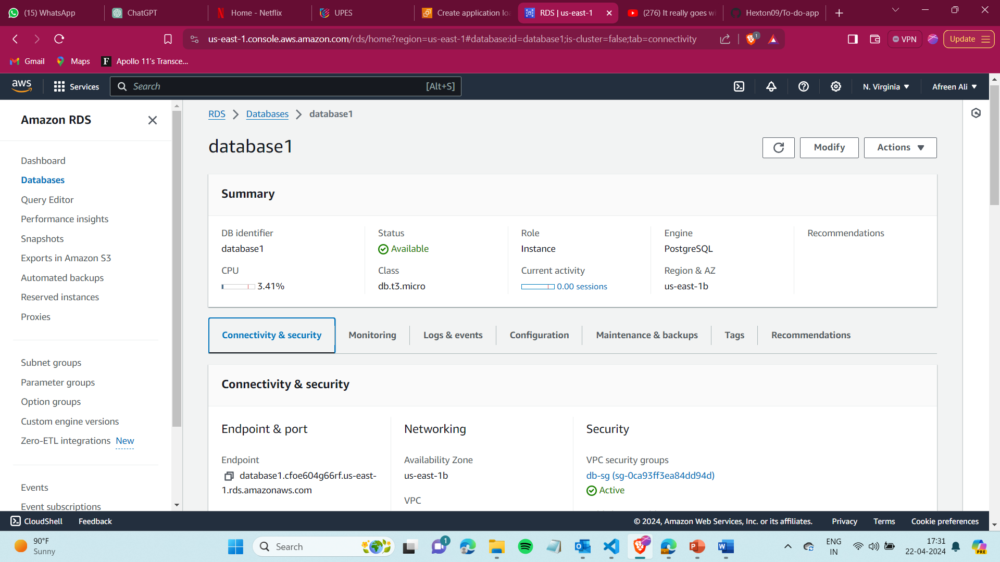 (15) WhatsApp
ChatGPT
Home - Netflix
UPES
Create application loa
RDS | us-east-1
(276) It really goes wi
Hexton09/To-do-app
us-east-1.console.aws.amazon.com/rds/home?region=us-east-1#database:id=database1;is-cluster=false;tab=connectivity
1
VPN
Update
Gmail
Maps
F
Apollo 11's Transce...
aws
Services
Search
[Alt+S]
N. Virginia
Afreen Ali
Amazon RDS
Dashboard
Databases
Query Editor
Performance insights
Snapshots
Exports in Amazon S3
Automated backups
Reserved instances
Proxies
Subnet groups
Parameter groups
Option groups
Custom engine versions
Zero-ETL integrations New
Events
Event subscriptions
RDS
Databases
database1
database1
Modify
Actions
Summary
DB identifier
database1
Status
Available
Role
Instance
Engine
PostgreSQL
Recommendations
CPU
3.41%
Class
db.t3.micro
Current activity
0.00 sessions
Region & AZ
us-east-1b
Connectivity & security
Monitoring
Logs & events
Configuration
Maintenance & backups
Tags
Recommendations
Connectivity & security
Endpoint & port
Endpoint
database1.cfoe604g66rf.us-east-
1.rds.amazonaws.com
Networking
Availability Zone
us-east-1b
VPC
Security
VPC security groups
db-sg (sg-0ca93ff3ea84dd94d)
Active
CloudShell
Feedback
© 2024, Amazon Web Services, Inc. or its affiliates.
Privacy
Terms
Cookie preferences
90°F
Sunny
Search
1
ENG
IN
17:31
22-04-2024
PRE